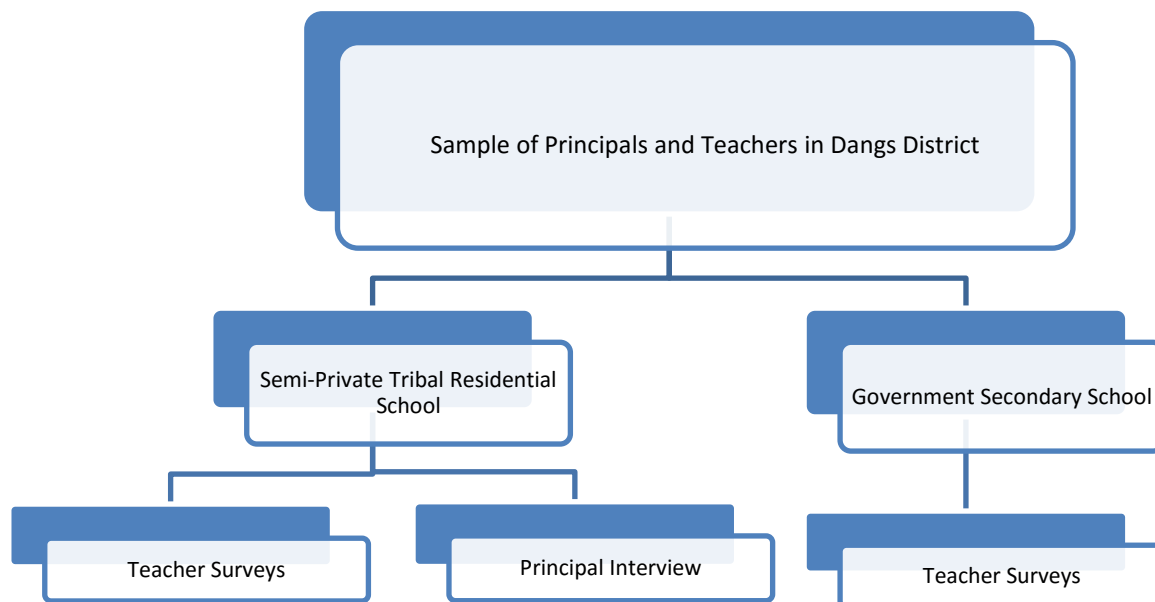 Sample of Principals and Teachers in Dangs District
Semi-Private Tribal Residential
School
Government Secondary School
Teacher Surveys
Principal Interview
Teacher Surveys